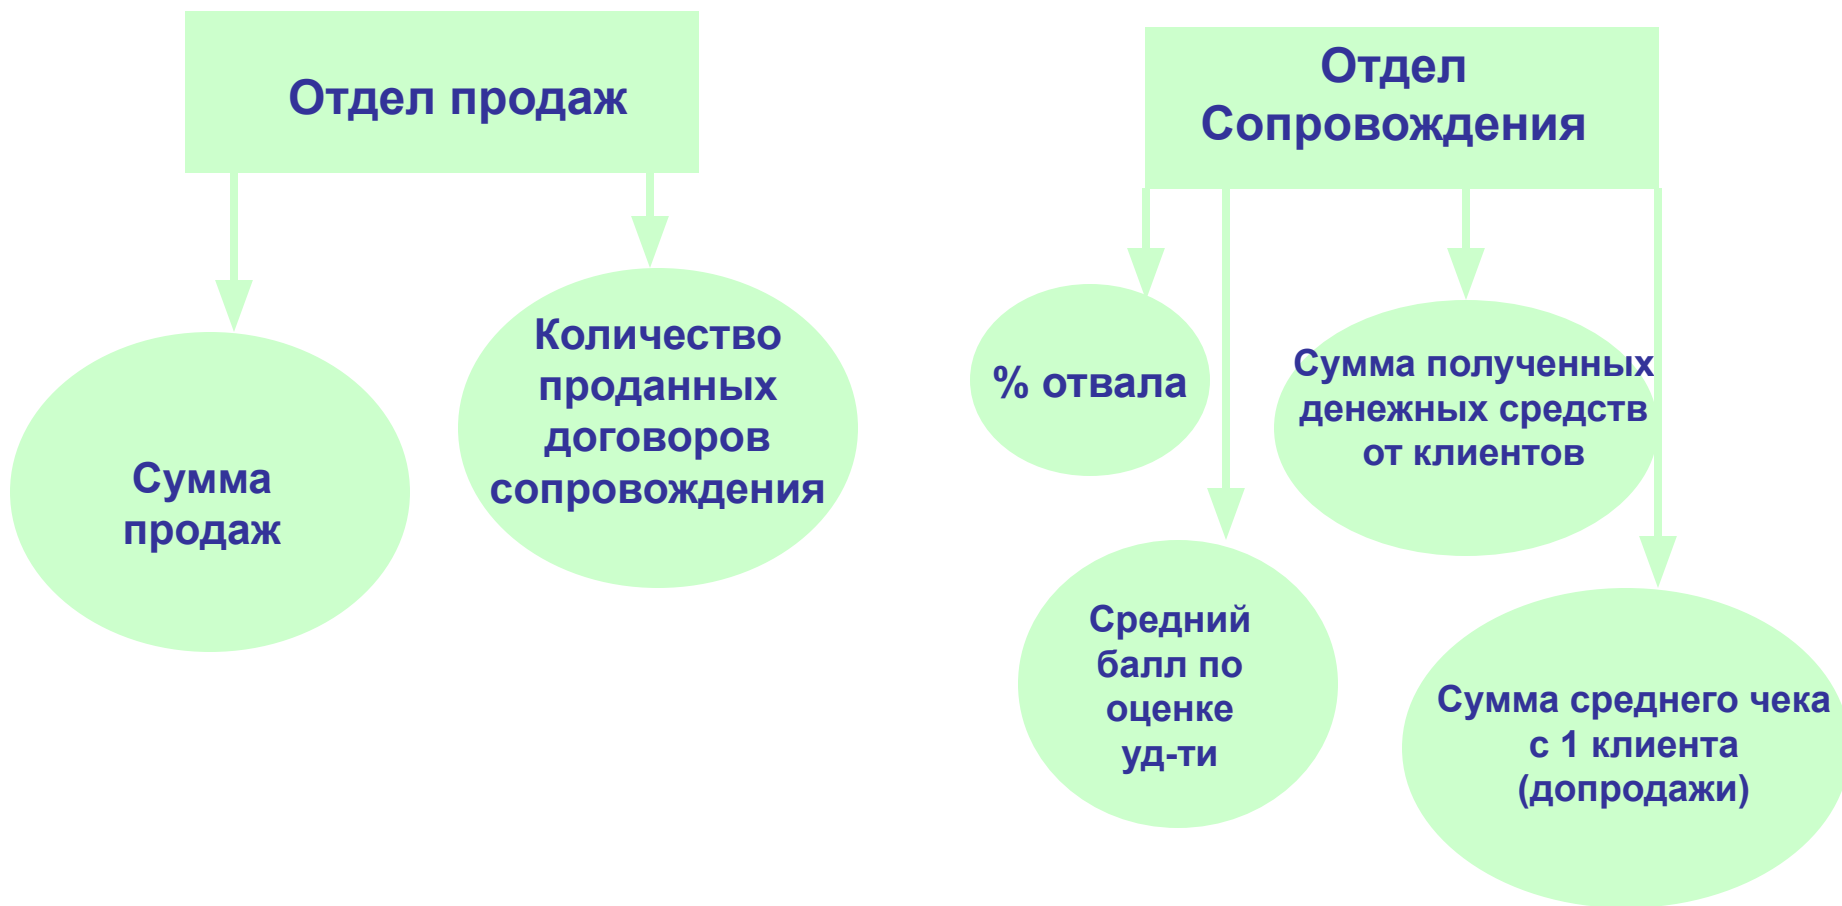 Отдел продаж
Сумма
продаж
Количество
проданных
договоров
сопровождения
Отдел
Сопровождения
% отвала
Сумма полученных
денежных средств
от клиентов
Средний
балл по
оценке
уд-ти
Сумма среднего чека
с 1 клиента
(допродажи)